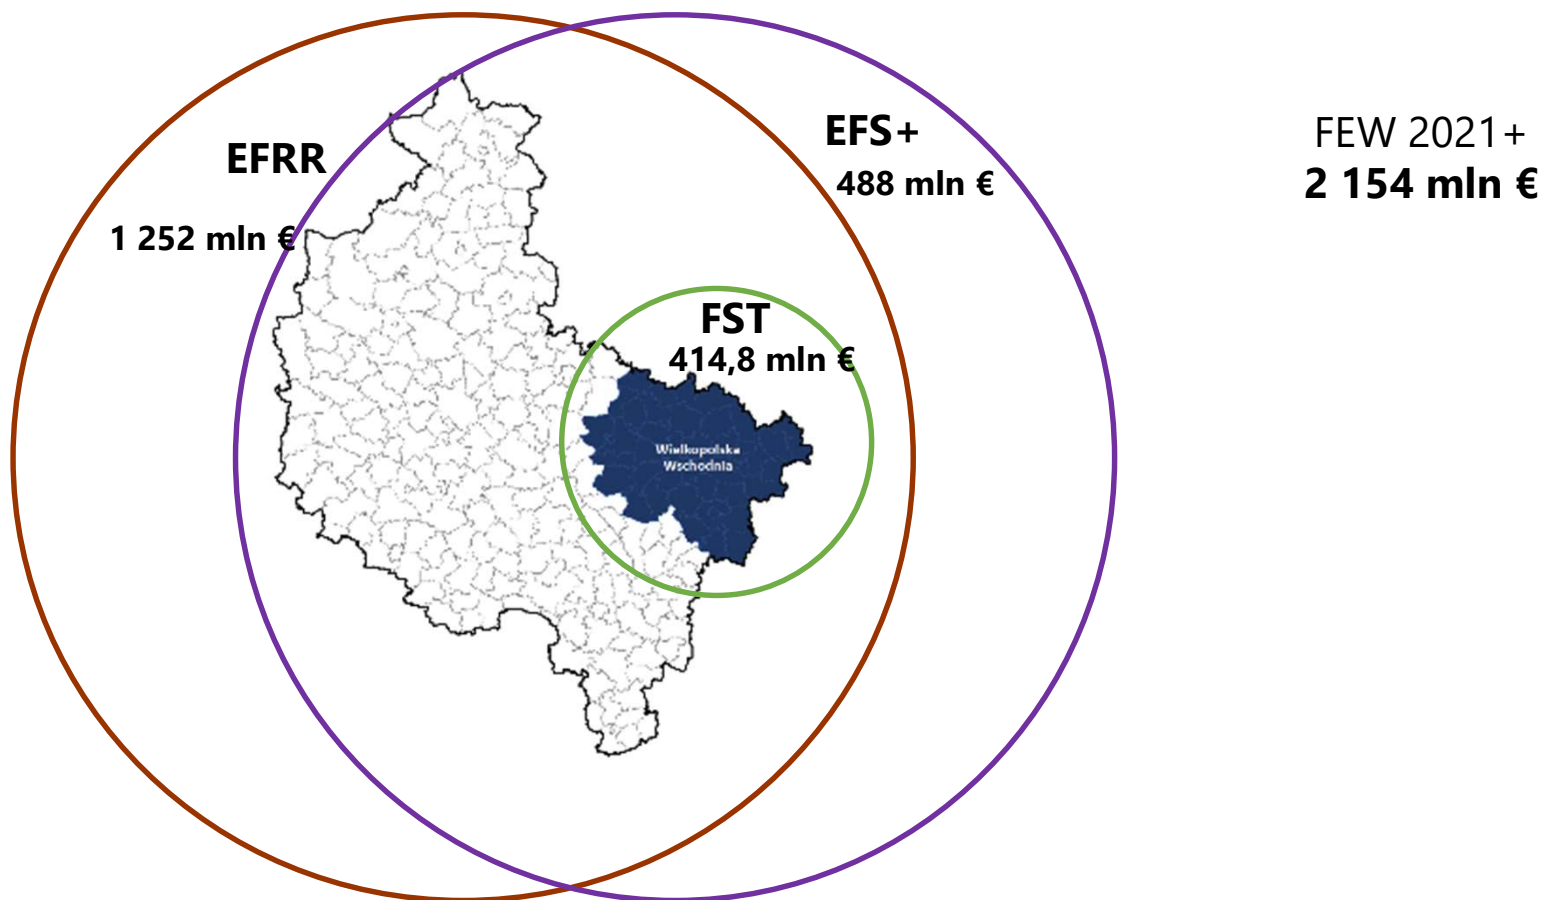 EFRR
1 252 mln €
EFS+
488 mln €
FST
414,8 mln €
Wielkopolska
Wschodnia
FEW 2021+
2 154 mln €